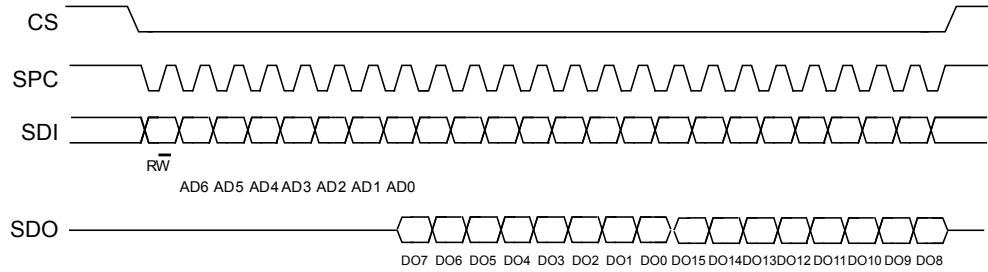 CS
SPC
SDI
RW
AD6 AD5 AD4 AD3 AD2 AD1 AD0
SDO
DO7 DO6 DO5 DO4 DO3 DO2 DO1 DO0 DO15 DO14 DO13 DO12 DO11 DO10 DO9 DO8